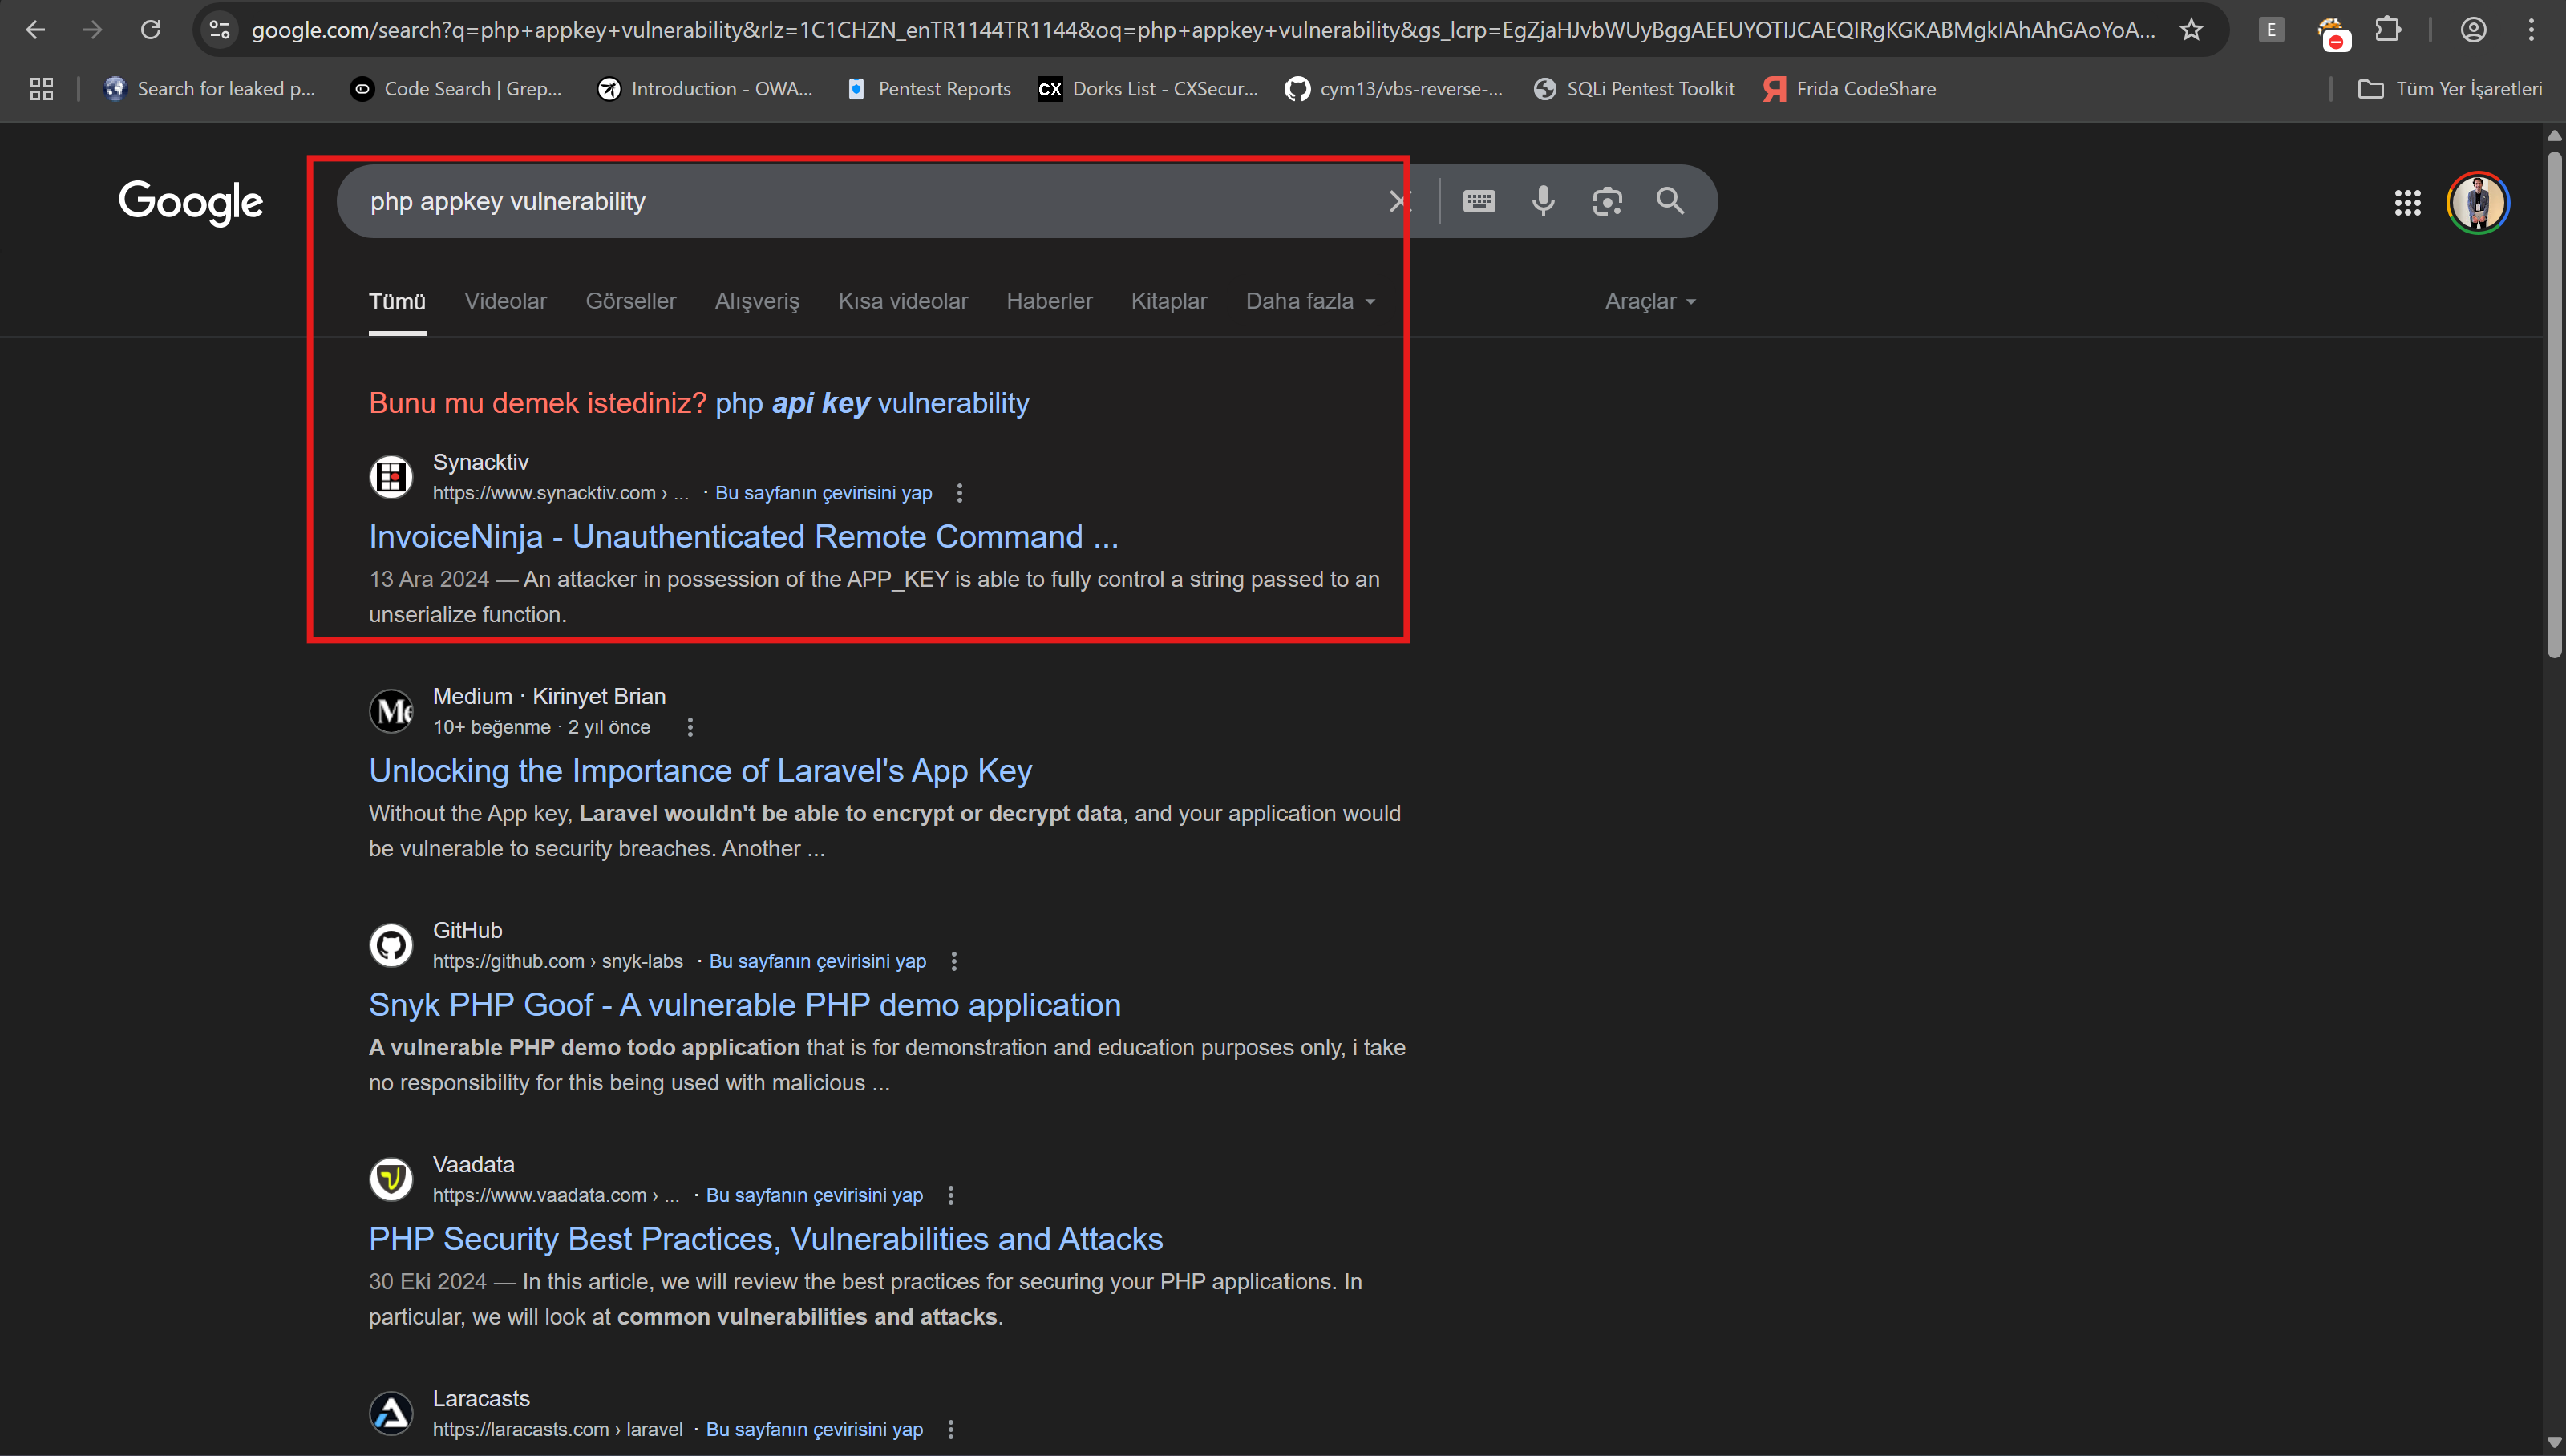 google.com/search?q=php+appkey+vulnerability&rlz=1C1CHZN_enTR1144TR1144&oq=php+appkey+vulnerability&gs_lcrp=EgZjaHJvbWUyBggAEEUYOTIJCAEQIRgKGKABMgkIAhAhGAoYoA...
E
Search for leaked p...
Code Search | Grep...
Introduction - OWA...
Pentest Reports
CX Dorks List - CXSecur...
cym13/vbs-reverse-...
SQLi Pentest Toolkit
Я Frida CodeShare
Tüm Yer İşaretleri
Google
php appkey vulnerability
Tümü
Videolar
Görseller
Alışveriş
Kısa videolar
Haberler
Kitaplar
Daha fazla
Araçlar
Bunu mu demek istediniz? php api key vulnerability
Synacktiv
https://www.synacktiv.com › ... · Bu sayfanın çevirisini yap
InvoiceNinja - Unauthenticated Remote Command ...
13 Ara 2024 — An attacker in possession of the APP_KEY is able to fully control a string passed to an
unserialize function.
Me
Medium · Kirinyet Brian
10+ beğenme · 2 yıl önce
Unlocking the Importance of Laravel's App Key
Without the App key, Laravel wouldn't be able to encrypt or decrypt data, and your application would
be vulnerable to security breaches. Another ...
GitHub
https://github.com › snyk-labs · Bu sayfanın çevirisini yap
Snyk PHP Goof - A vulnerable PHP demo application
A vulnerable PHP demo todo application that is for demonstration and education purposes only, i take
no responsibility for this being used with malicious ...
Vaadata
https://www.vaadata.com › ... · Bu sayfanın çevirisini yap
PHP Security Best Practices, Vulnerabilities and Attacks
30 Eki 2024 — In this article, we will review the best practices for securing your PHP applications. In
particular, we will look at common vulnerabilities and attacks.
Laracasts
https://laracasts.com › laravel · Bu sayfanın çevirisini yap